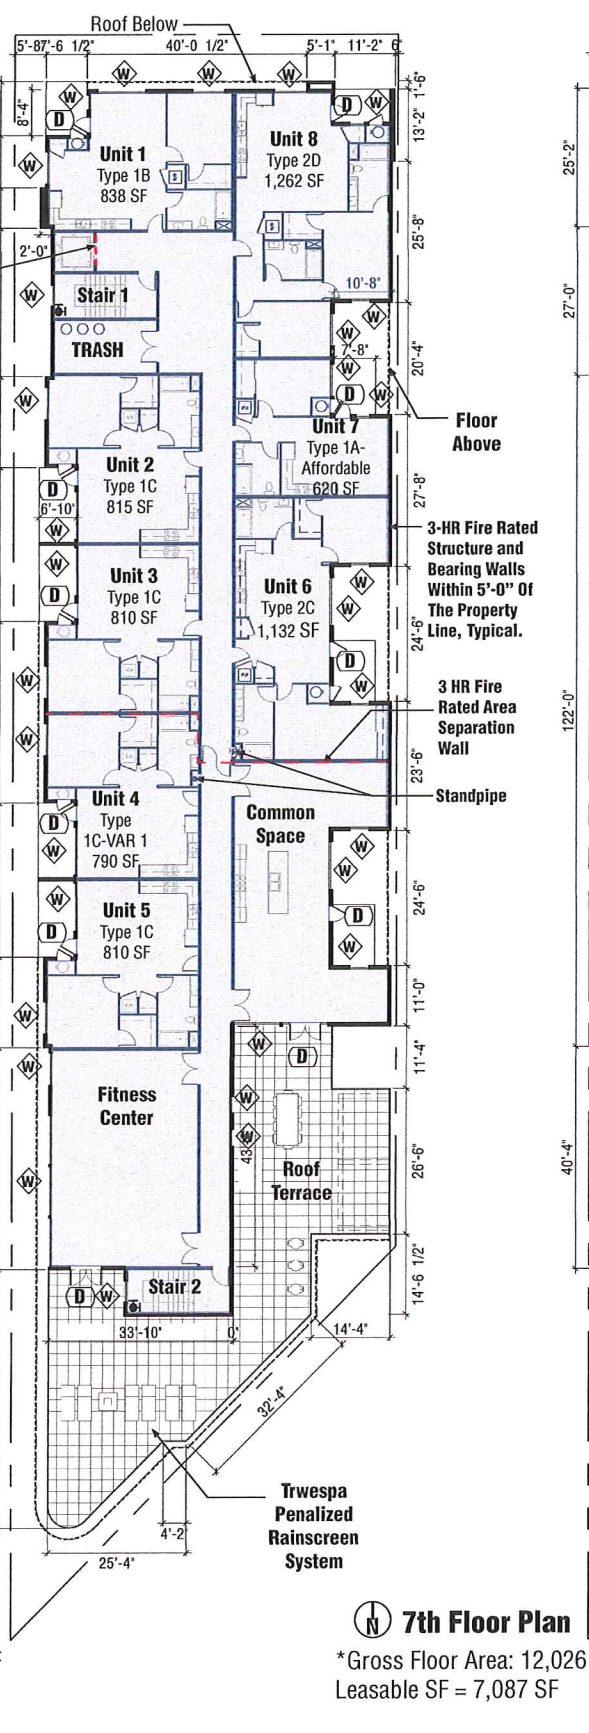 Roof Below
5'-8
7'-6 1/2"
40'-0 1/2"
5'-1"
11'-2"
6"
W
W
W
W
D
8'-4"
D
W
1'-6"
13'-2"
Unit 1
Type 1B
838 SF
Unit 8
Type 2D
1,262 SF
W
25'-2"
2'-0"
25'-8"
W
Stair 1
10'-8"
W
W
27'-0"
TRASH
7'-8"
20'-4"
W
W
D
W
Unit 7
Type 1A-
Affordable
620 SF
Floor
Above
Unit 2
Type 1C
815 SF
D
6'-10"
W
27'-8"
3-HR Fire Rated
Structure and
Bearing Walls
Within 5'-0" Of
The Property
Line, Typical.
W
D
Unit 3
Type 1C
810 SF
Unit 6
Type 2C
1,132 SF
W
W
24'-6"
D
W
W
3 HR Fire
Rated Area
Separation
Wall
122'-0"
W
23'-6"
Standpipe
Unit 4
Type
1C-VAR 1
790 SF
D
W
Common
Space
W
W
24'-6"
D
W
W
D
Unit 5
Type 1C
810 SF
11'-0"
W
W
D
11'-4"
W
Fitness
Center
W
W
43'-
26'-6"
40'-4"
W
Roof
Terrace
14'-6 1/2"
Stair 2
D
W
33'-10"
0"
14'-4"
32'-4"
4'-2"
25'-4"
Trwespa
Penalized
Rainscreen
System
N
7th Floor Plan
*Gross Floor Area: 12,026
Leasable SF = 7,087 SF